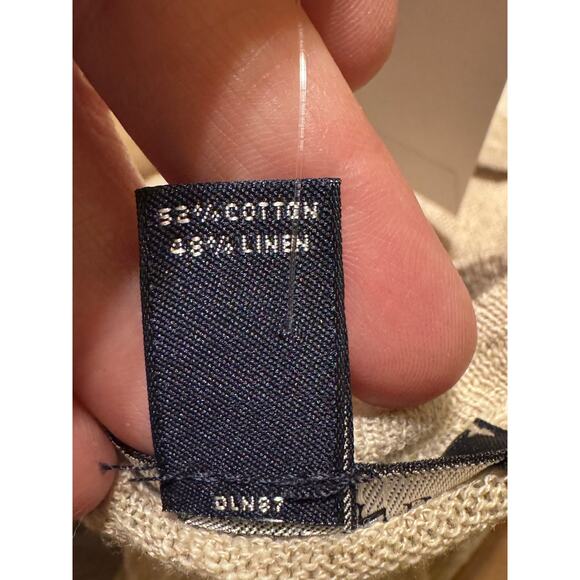 52% COTTON
48% LINEN
DLN87